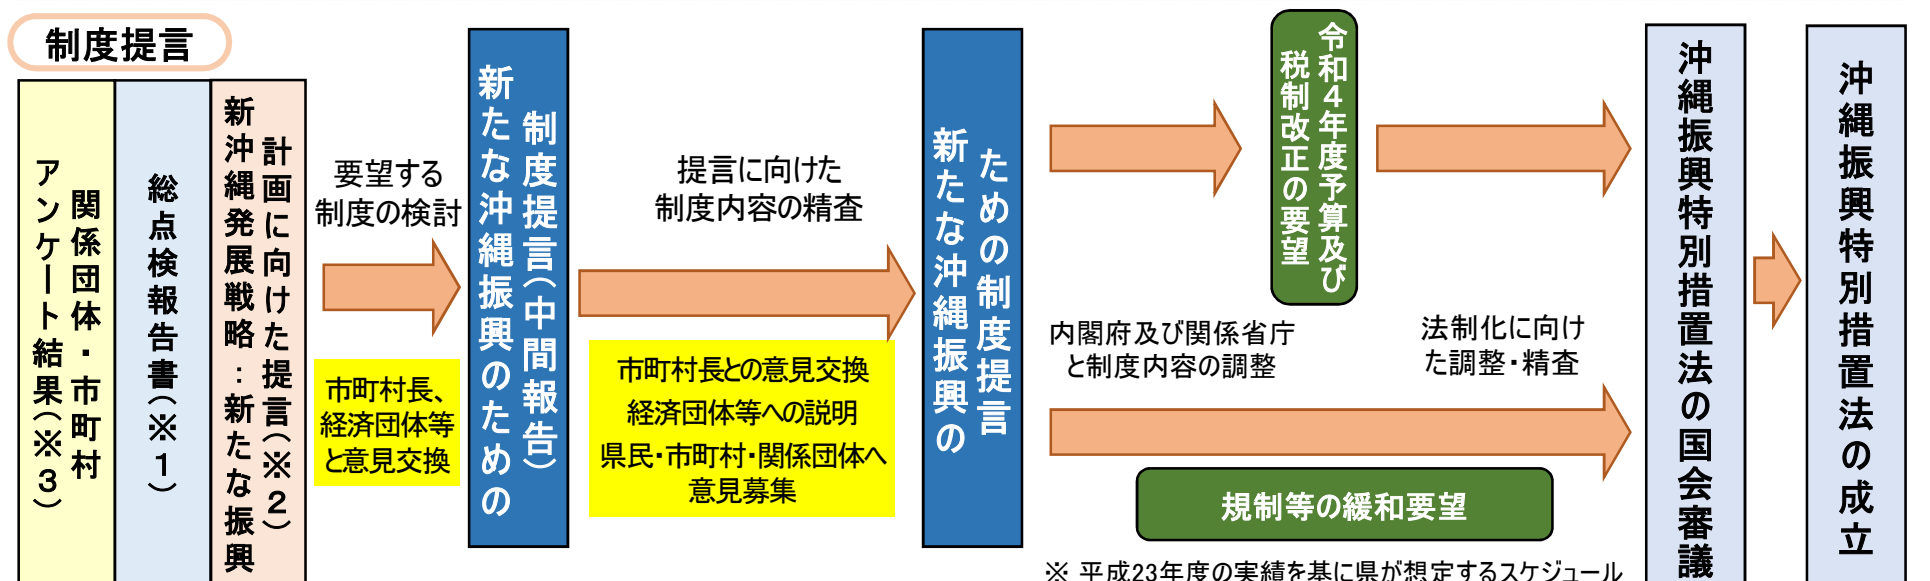 制度提言
関係団体・市町村
アンケート結果(※3)
総点検報告書(※1)
新沖縄発展戦略:新たな振興
計画に向けた提言(※2)
要望する
制度の検討
市町村長、
経済団体等
と意見交換
新たな沖縄振興のための
制度提言(中間報告)
提言に向けた
制度内容の精査
市町村長との意見交換
経済団体等への説明
県民・市町村・関係団体へ
意見募集
新たな沖縄振興の
ための制度提言
令和4年度予算及び
税制改正の要望
内閣府及び関係省庁
と制度内容の調整
法制化に向け
た調整・精査
規制等の緩和要望
※ 平成23年度の実績を基に県が想定するスケジュール
沖縄振興特別措置法の国会審議
沖縄振興特別措置法の成立